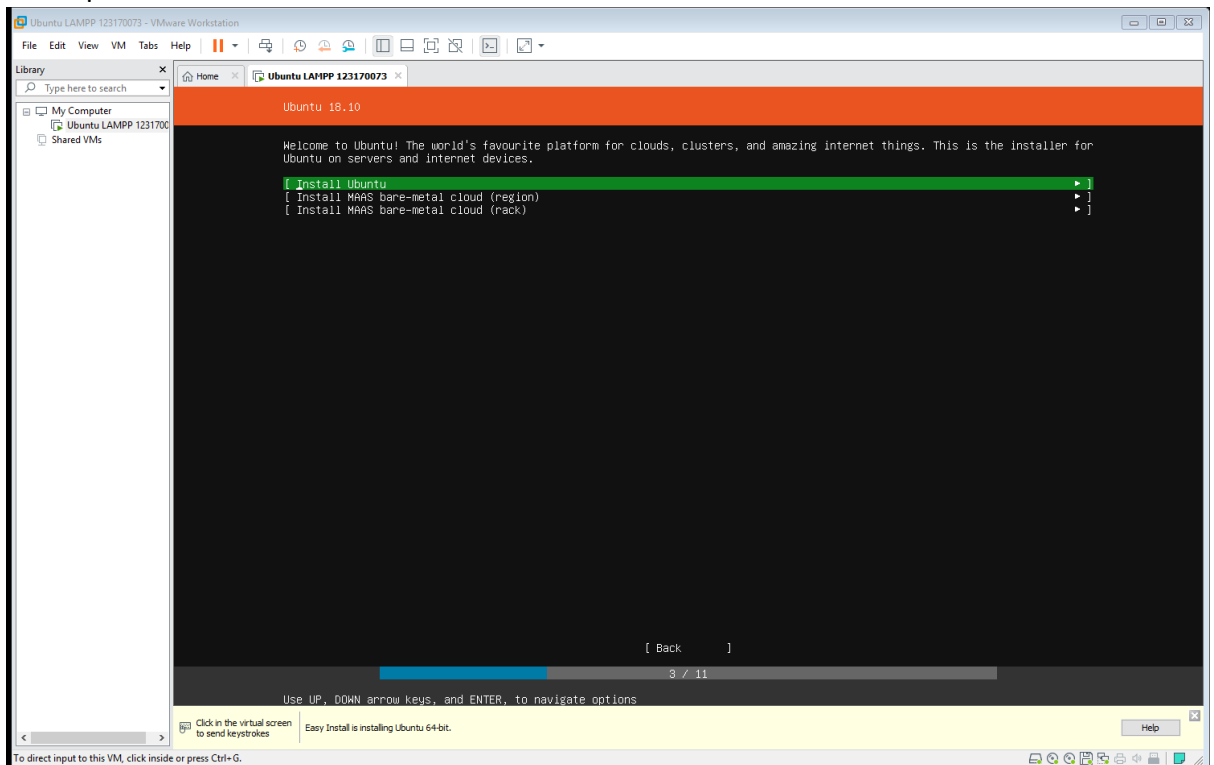 Ubuntu LAMPP 123170073 - VMware Workstation
File Edit View VM Tabs Help
Library
Type here to search
My Computer
Ubuntu LAMPP 1231700
Shared VMs
Home
Ubuntu LAMPP 123170073
Ubuntu 18.10
Welcome to Ubuntu! The world's favourite platform for clouds, clusters, and amazing internet things. This is the installer for
Ubuntu on servers and internet devices.
[ Install Ubuntu ► ]
[ Install MAAS bare-metal cloud (region) ► ]
[ Install MAAS bare-metal cloud (rack) ► ]
[ Back ]
3 / 11
Use UP, DOWN arrow keys, and ENTER, to navigate options
Click in the virtual screen
to send keystrokes
Easy Install is installing Ubuntu 64-bit.
Help
To direct input to this VM, click inside or press Ctrl+G.